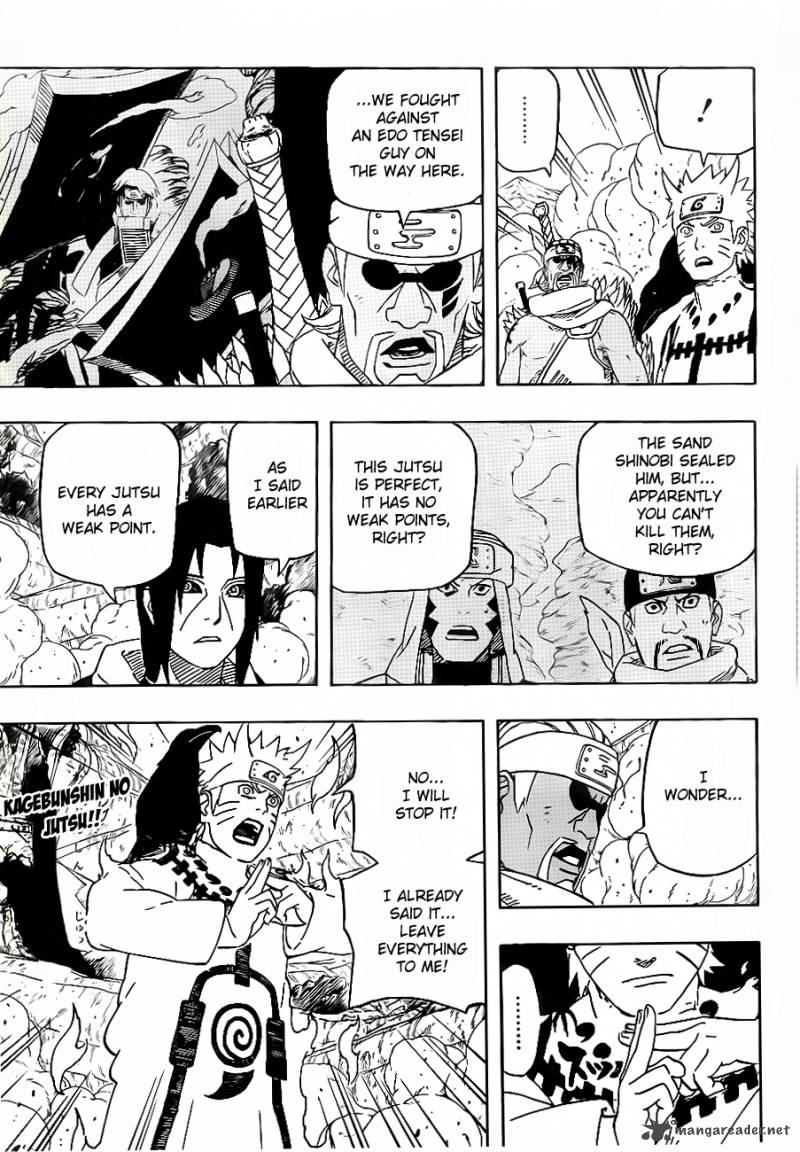 !
........
...WE FOUGHT
AGAINST
AN EDO TENSEI
GUY ON
THE WAY HERE.
THE SAND
SHINOBI SEALED
HIM, BUT...
APPARENTLY
YOU CAN'T
KILL THEM,
RIGHT?
THIS JUTSU
IS PERFECT,
IT HAS NO
WEAK POINTS,
RIGHT?
AS
I SAID
EARLIER
EVERY JUTSU
HAS A
WEAK POINT.
I
WONDER...
........
NO...
I WILL
STOP IT!
I ALREADY
SAID IT...
LEAVE
EVERYTHING
TO ME!
KAGEBUNSHIN NO
JUTSU!!
じゅつ
mangareader.net